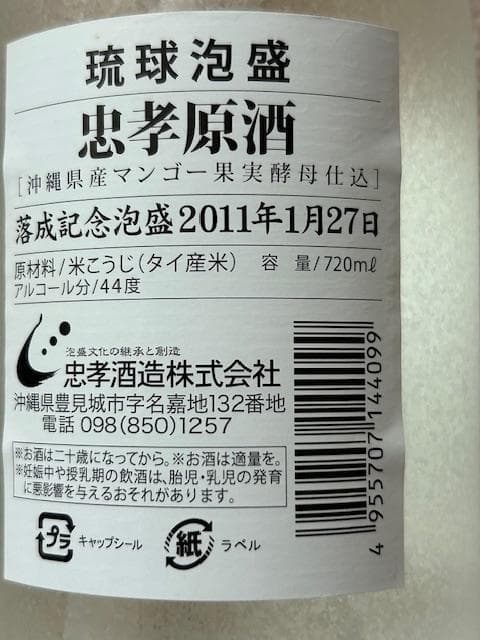 琉球泡盛
忠孝原酒
[沖縄県産マンゴー果実酵母仕込]
落成記念泡盛2011年1月27日
原材料/米こうじ(タイ産米) 容 量/720mℓ
アルコール分/44度
泡盛文化の継承と創造
忠孝酒造株式会社
沖縄県豊見城市字名嘉地132番地
電話 098(850)1257
※お酒は二十歳になってから。※お酒は適量を。
※妊娠中や授乳期の飲酒は、胎児・乳児の発育
に悪影響を与えるおそれがあります。
プラ キャップシール 紙 ラベル
4 955707 144099